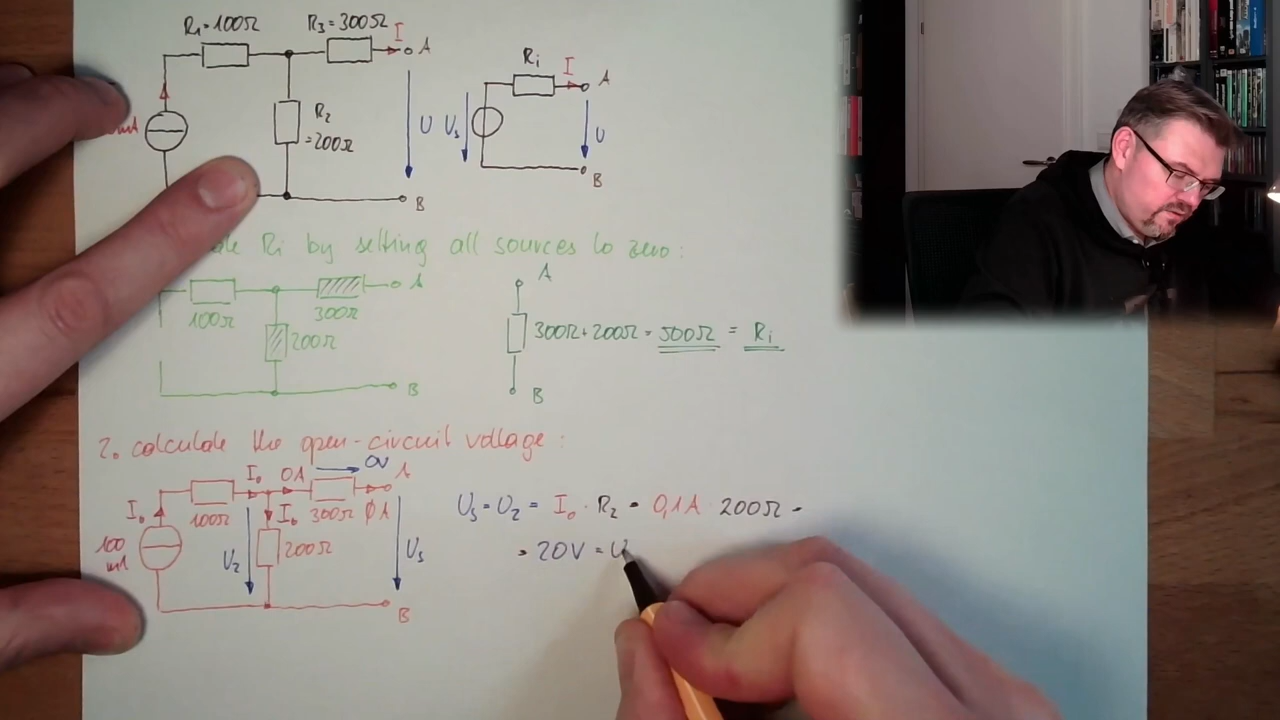 R₁=100Ω R₃=300Ω I A
R₂
=200Ω
U
B
Rᵢ I A
Uₛ
U
B
Rᵢ by setting all sources to zero:
100Ω 300Ω A
200Ω
B
A
300Ω+200Ω = 500Ω = Rᵢ
B
2. calculate the open-circuit voltage:
I₀ 0A 0V A
I₀ 100Ω I₀ 300Ω ∅A
100
mA
U₂ 200Ω Uₛ
B
Uₛ = U₂ = I₀ · R₂ = 0,1A · 200Ω =
= 20V = U